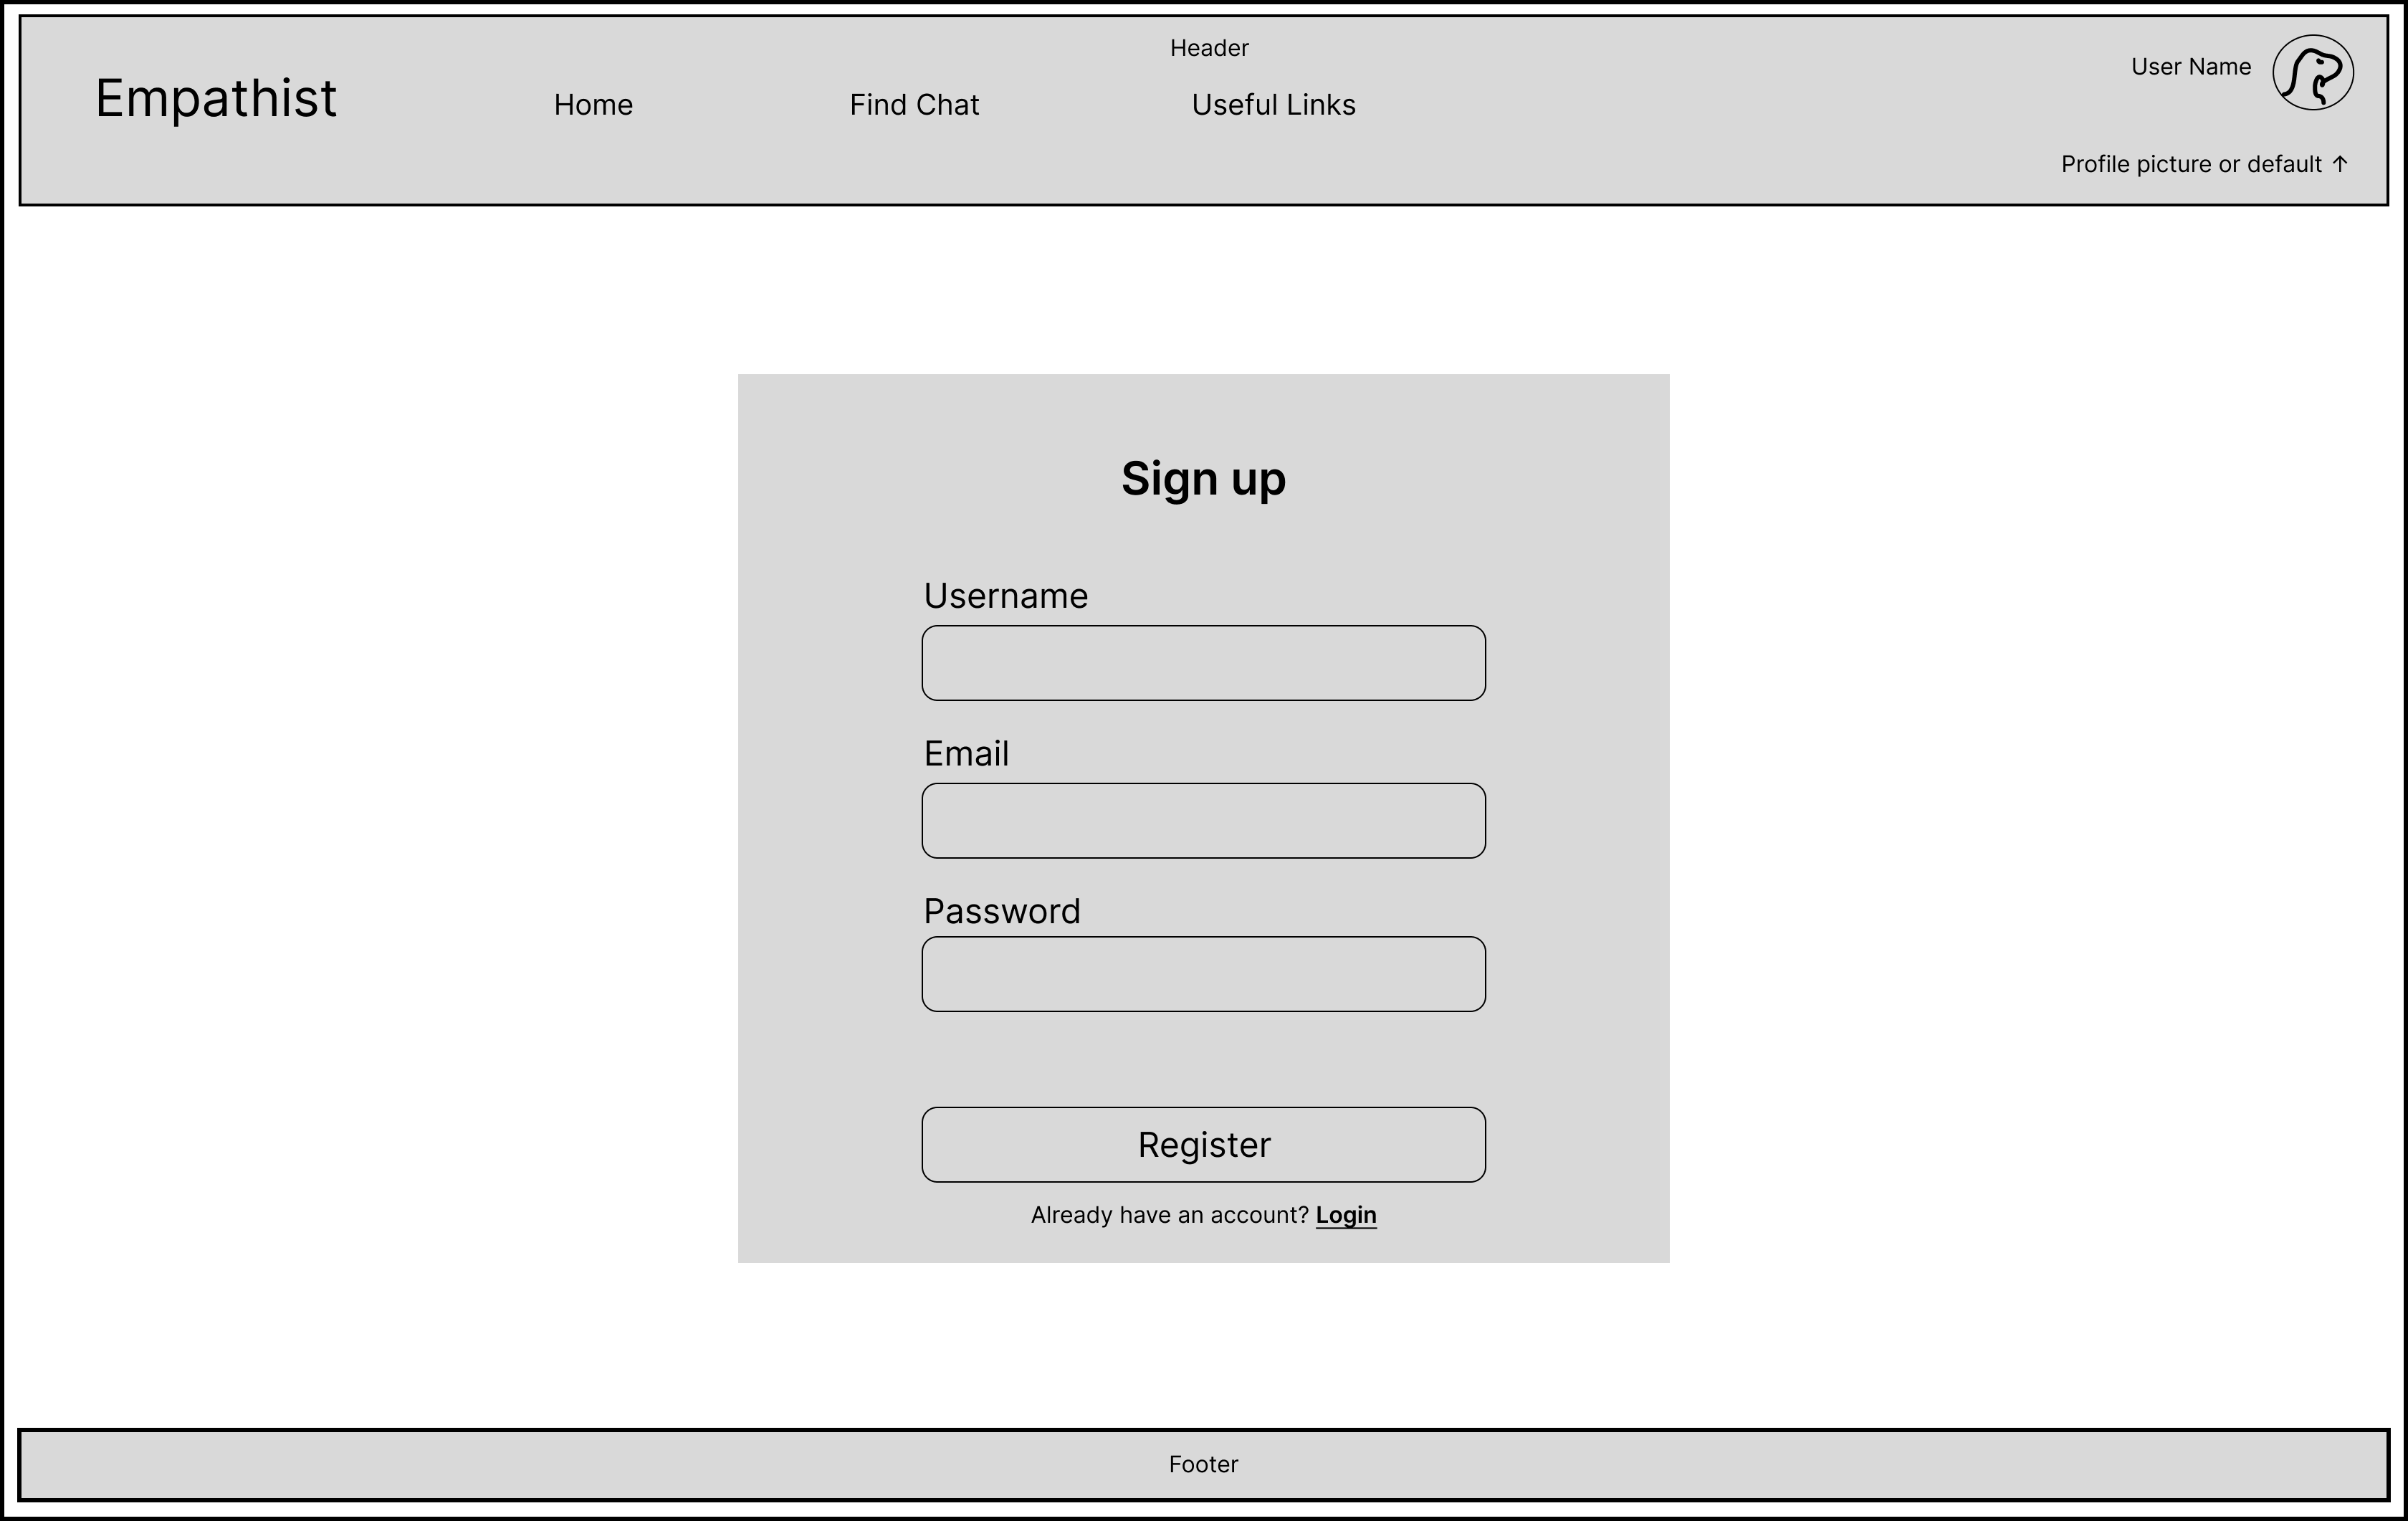 Header
Empathist
Home
Find Chat
Useful Links
User Name
Profile picture or default ↑
Sign up
Username
Email
Password
Register
Already have an account? Login
Footer